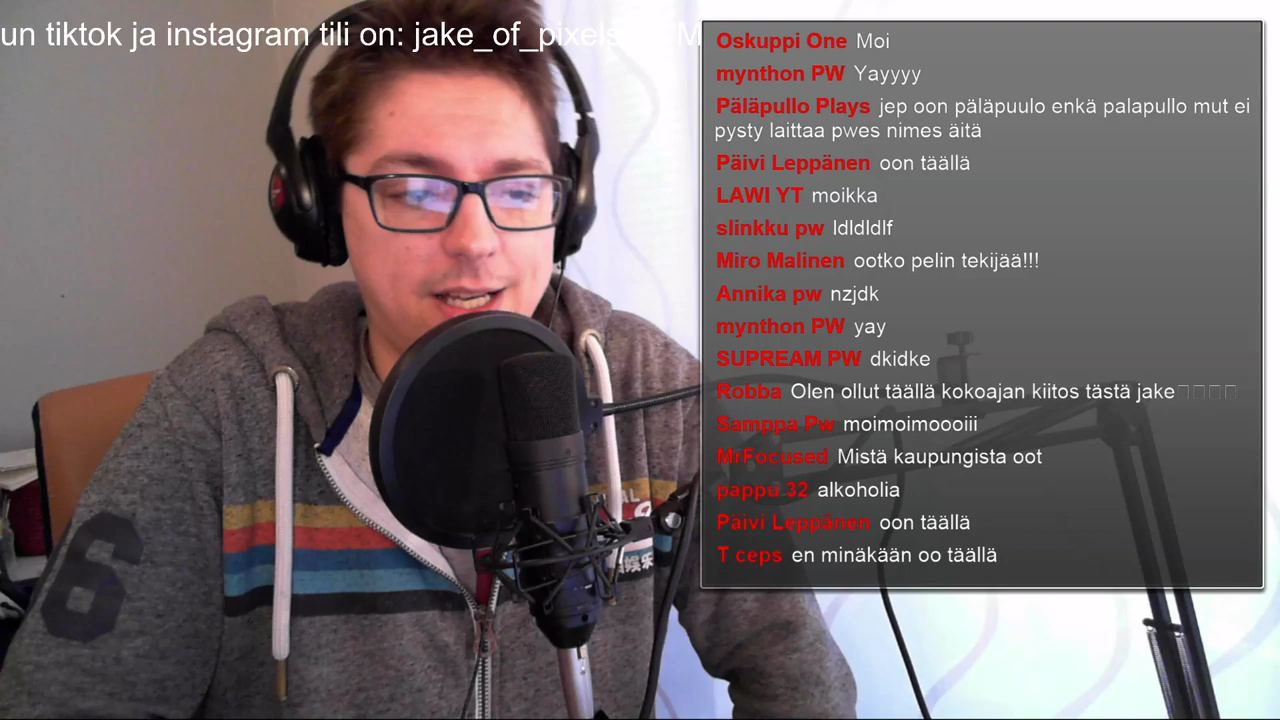 un tiktok ja instagram tili on: jake_of_pixels M
Oskuppi One Moi
mynthon PW Yayyyy
Päläpullo Plays jep oon päläpuulo enkä palapullo mut ei
pysty laittaa pwes nimes äitä
Päivi Leppänen oon täällä
LAWI YT moikka
slinkku pw ldldldlf
Miro Malinen ootko pelin tekijää!!!
Annika pw nzjdk
mynthon PW yay
SUPREAM PW dkidke
Robba Olen ollut täällä kokoajan kiitos tästä jake
Samppa Pw moimoimoooiii
MrFocused Mistä kaupungista oot
pappu 32 alkoholia
Päivi Leppänen oon täällä
T ceps en minäkään oo täällä
6